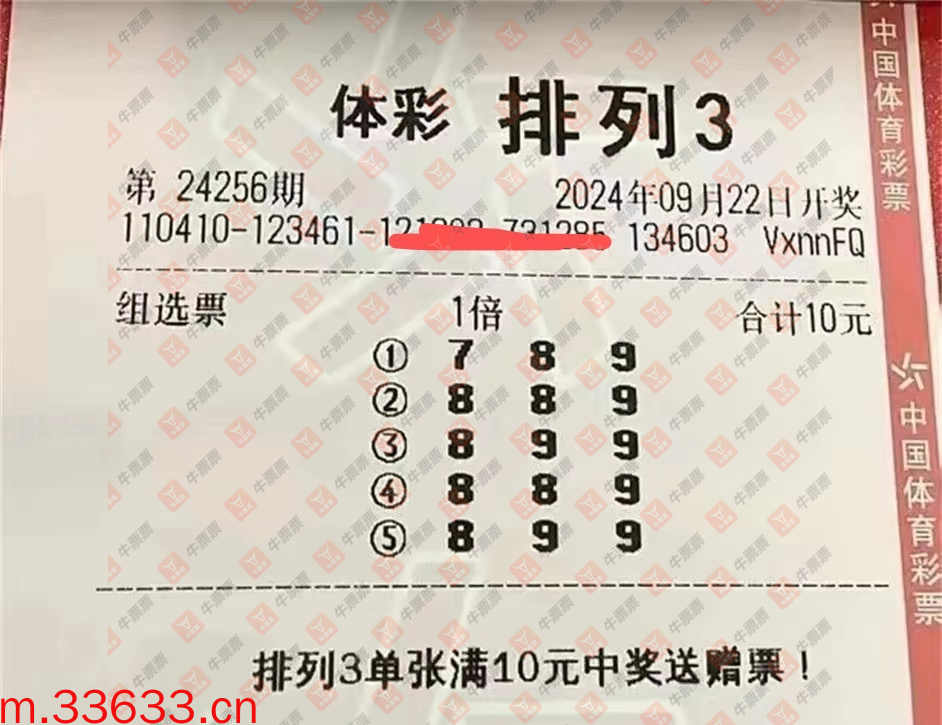 体彩 排列3
第 24256期 2024年09月22日开奖
110410-123461- 134603 VxnnFQ
组选票 1倍 合计10元
① 7 8 9
② 8 8 9
③ 8 9 9
④ 8 8 9
⑤ 8 9 9
排列3单张满10元中奖送赠票！
m.33633.cn
中国体育彩票
中国体育彩票
牛票票